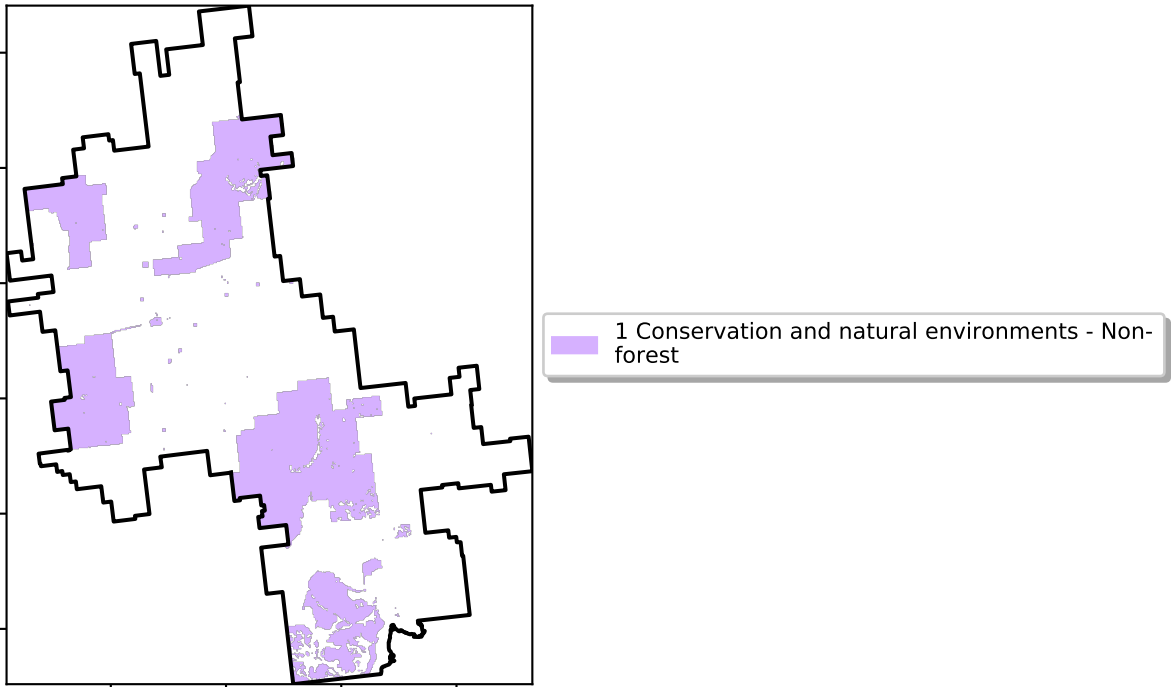 1 Conservation and natural environments - Non-
forest